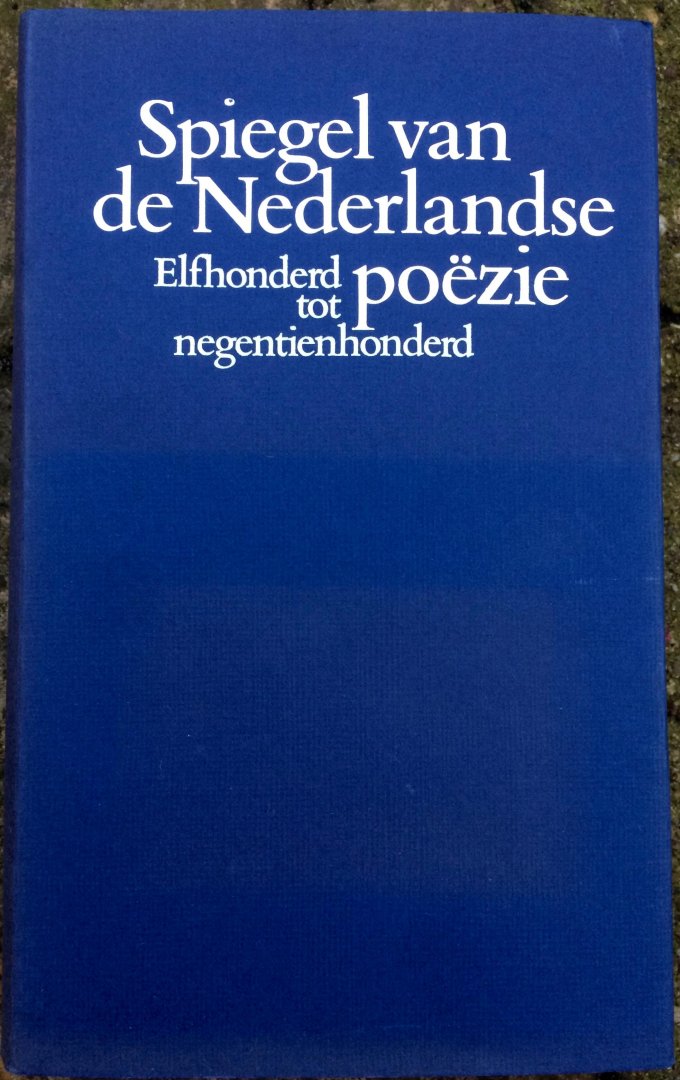 Spiegel van
de Nederlandse
poëzie
Elfhonderd
tot
negentienhonderd